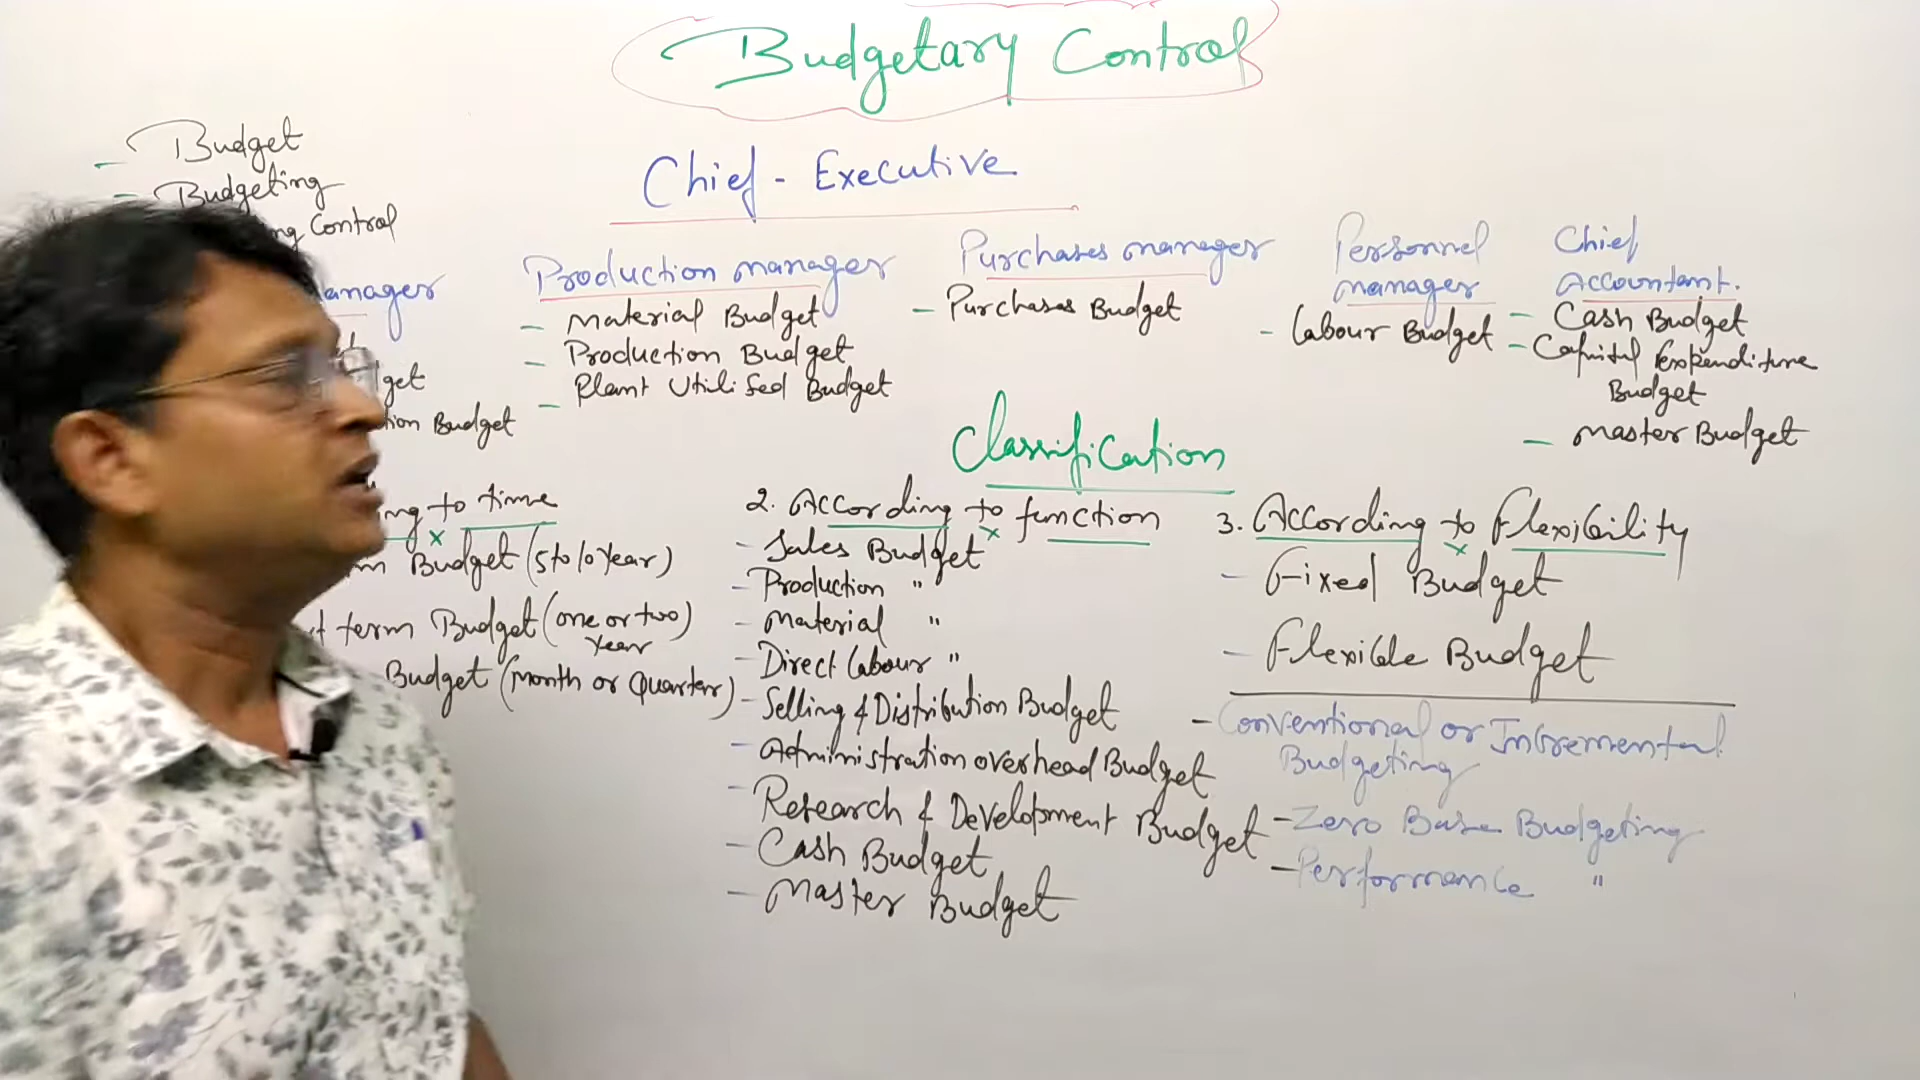 Budgetary Control
Budget
Budgeting
Control
Chief - Executive
anager
get
tion Budget
Production manager
- Material Budget
- Production Budget
- Plant Utilised Budget
Purchases manager
- Purchases Budget
Personnel
manager
- Labour Budget
Chief
Accountant.
- Cash Budget
- Capital Expenditure
Budget
- Master Budget
Classification
ng to time
m Budget (5 to 10 Year)
t term Budget (one or two)
Year
Budget (Month or Quarter)
2. According to function
- Sales Budget
- Production "
- Material "
- Direct Labour "
- Selling & Distribution Budget
- Administration overhead Budget
- Research & Development Budget
- Cash Budget
- Master Budget
3. According to Flexibility
- Fixed Budget
- Flexible Budget
- Conventional or Incremental
Budgeting
- Zero Base Budgeting
- Performance "